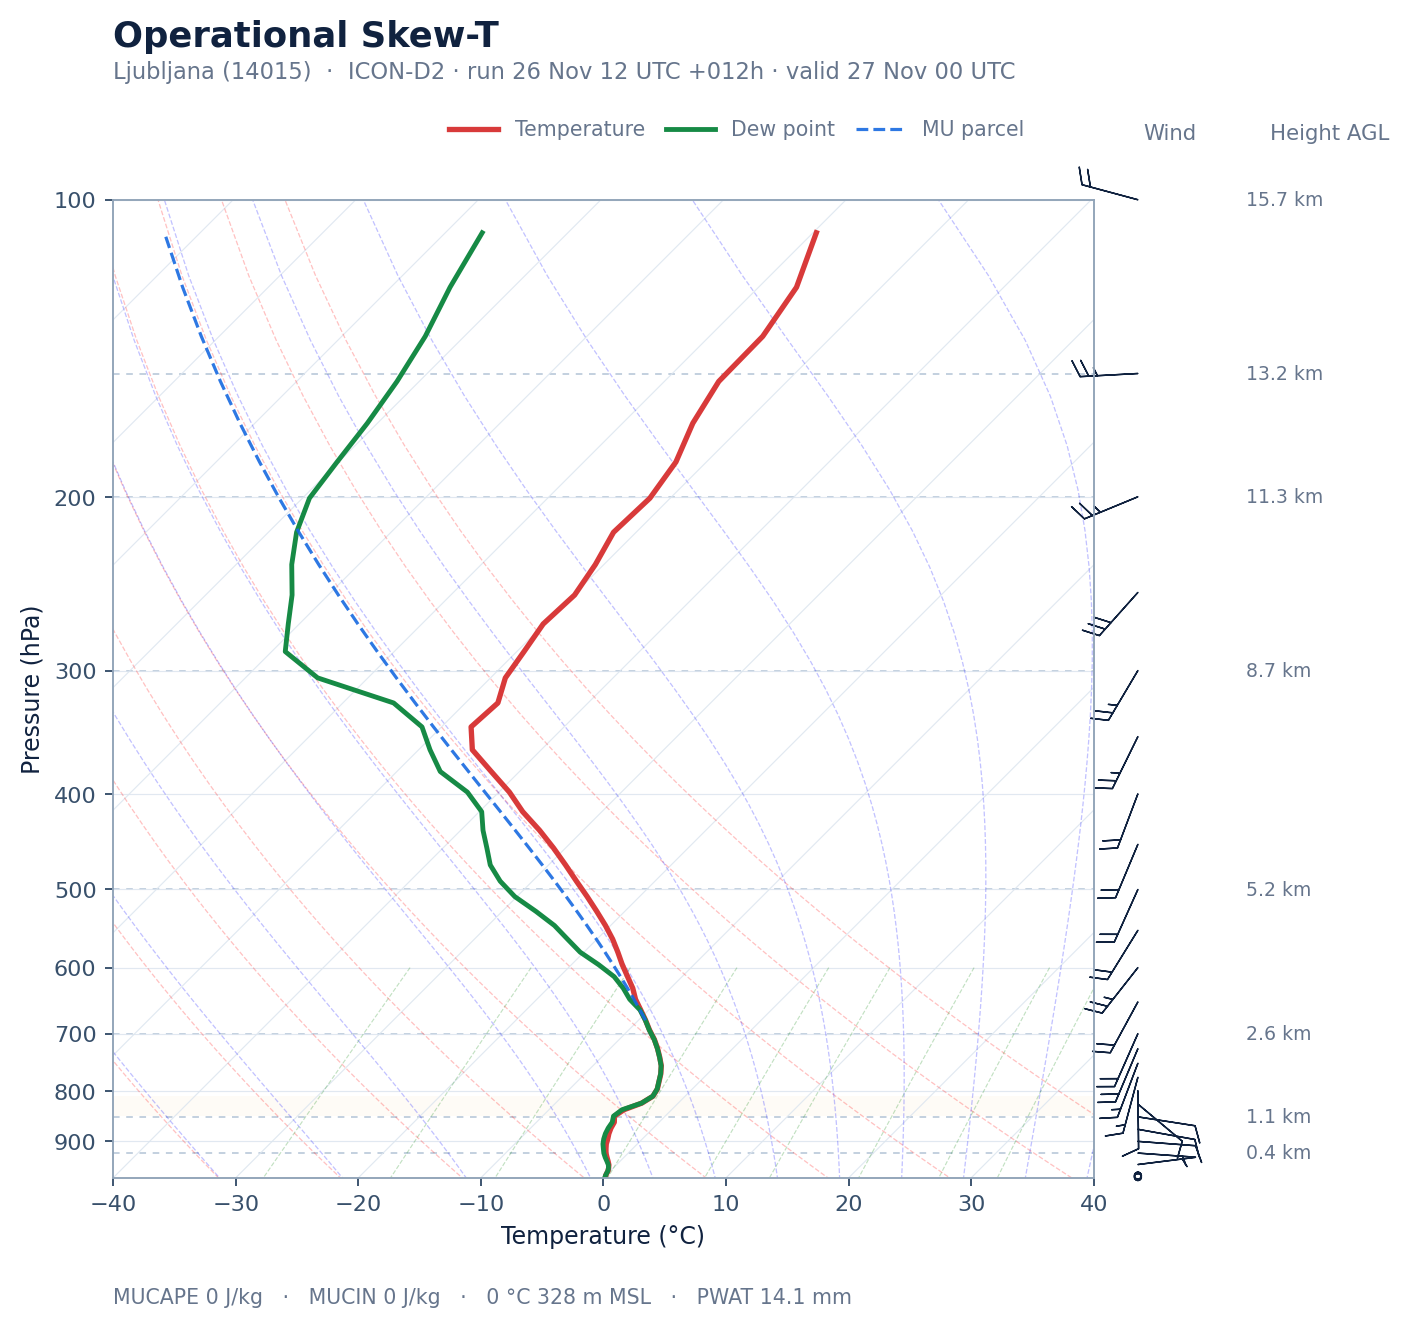 Operational Skew-T
Ljubljana (14015) · ICON-D2 · run 26 Nov 12 UTC +012h · valid 27 Nov 00 UTC
Temperature Dew point MU parcel
Wind Height AGL
100 15.7 km
13.2 km
200 11.3 km
300 8.7 km
400
500 5.2 km
600
700 2.6 km
800
1.1 km
900
0.4 km
Pressure (hPa)
−40 −30 −20 −10 0 10 20 30 40
Temperature (°C)
MUCAPE 0 J/kg · MUCIN 0 J/kg · 0 °C 328 m MSL · PWAT 14.1 mm